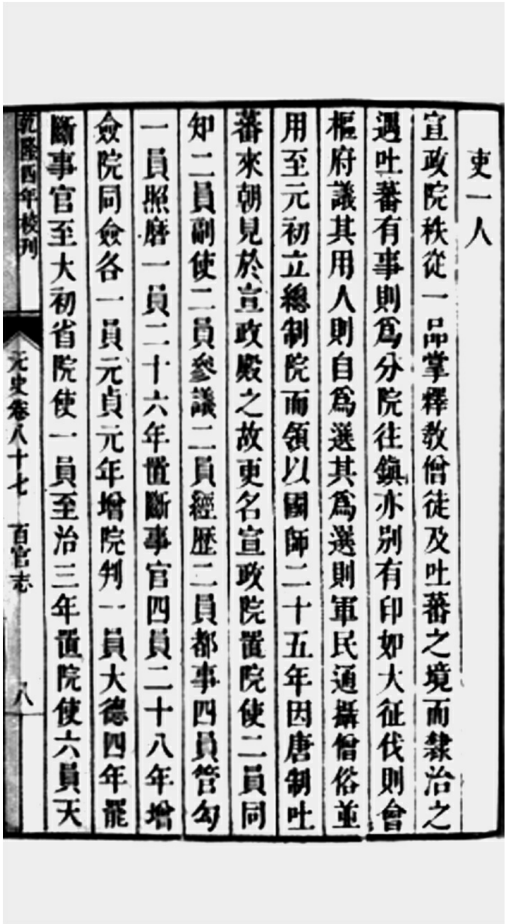 吏一人
宣政院秩從一品掌釋教僧徒及吐蕃之境而隸治之
遇吐蕃有事則爲分院往鎭亦别有印如大征伐則會
樞府議其用人則自爲選其爲選則軍民通攝僧俗並
用至元初立總制院而領以國師二十五年因唐制吐
蕃來朝見於宣政殿之故更名宣政院置院使二員同
知二員副使二員參議二員經歴二員都事四員管勾
一員照磨一員二十六年置斷事官四員二十八年增
僉院同僉各一員元貞元年增院判一員大德四年罷
斷事官至大初省院使一員至治三年置院使六員天
乾隆四年校刊
元史卷八十七 百官志 八